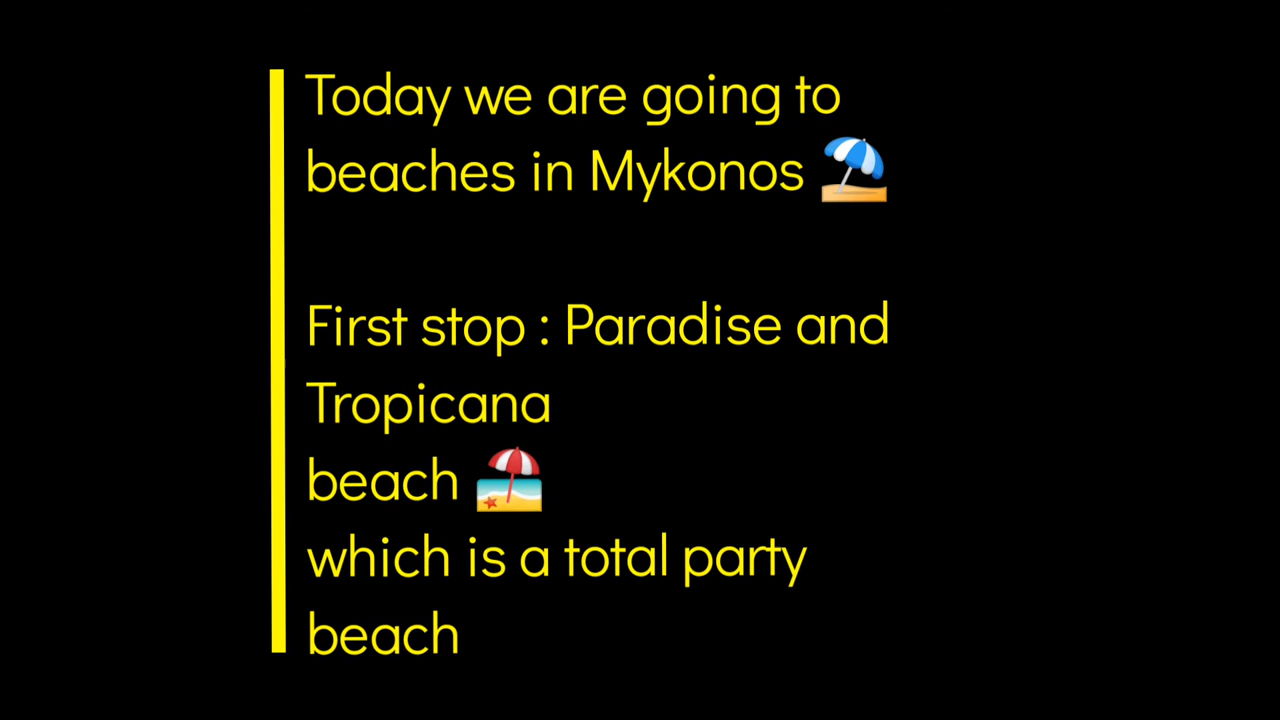 Today we are going to
beaches in Mykonos ⛱️
First stop : Paradise and
Tropicana
beach 🏖️
which is a total party
beach